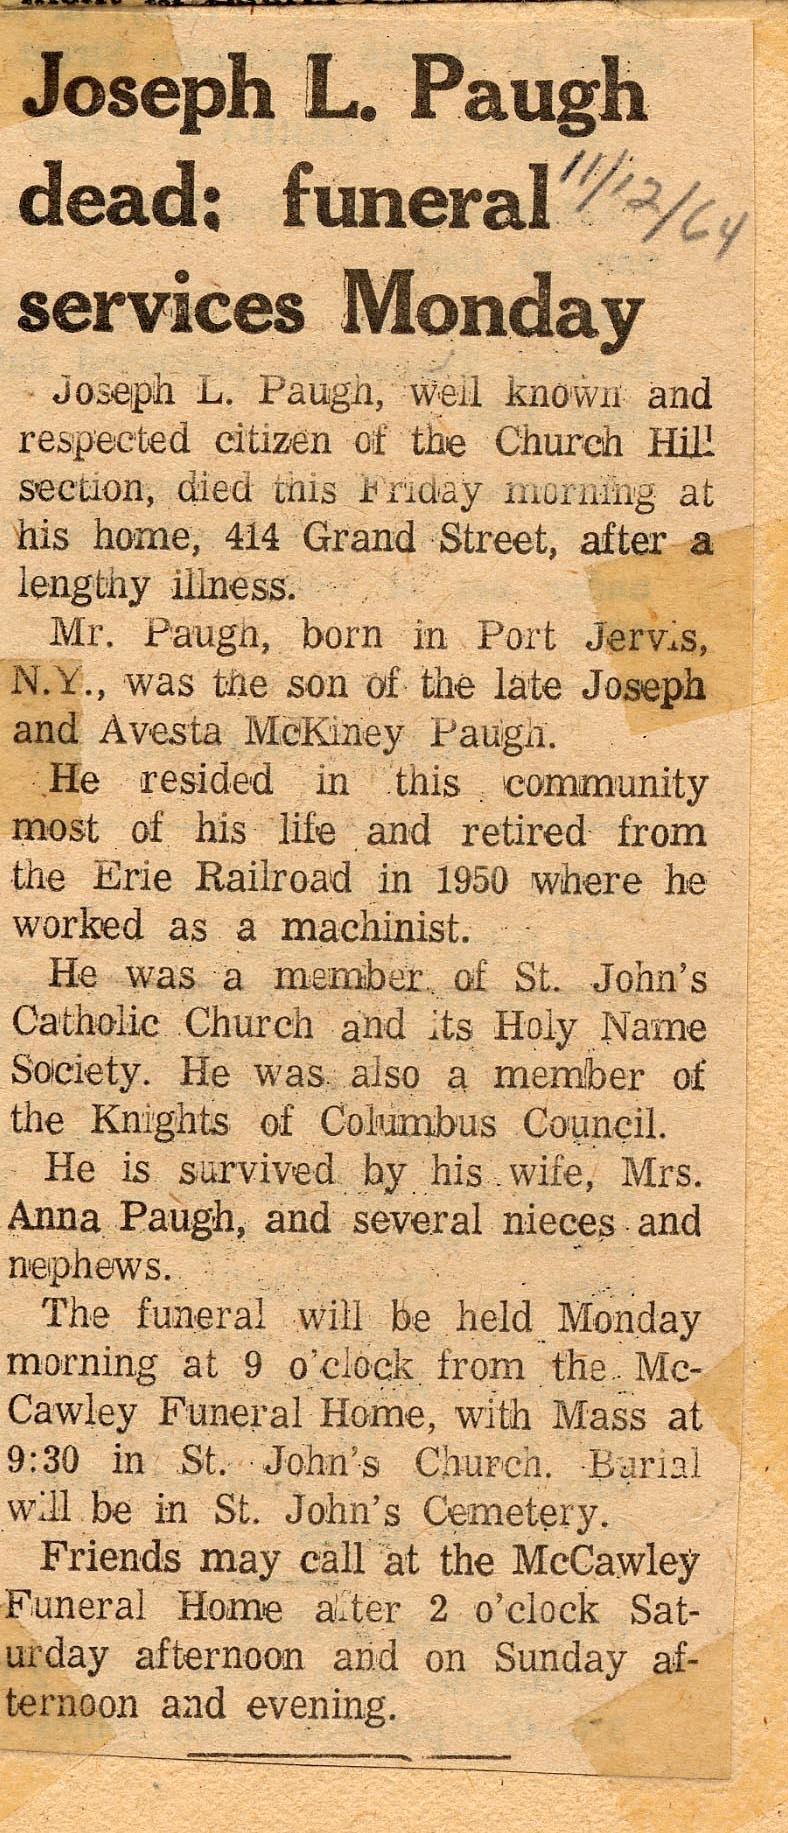 Joseph L. Paugh
dead; funeral 11/12/64
services Monday
Joseph L. Paugh, well known and
respected citizen of the Church Hill
section, died this Friday morning at
his home, 414 Grand Street, after a
lengthy illness.
Mr. Paugh, born in Port Jervis,
N.Y., was the son of the late Joseph
and Avesta McKiney Paugh.
He resided in this community
most of his life and retired from
the Erie Railroad in 1950 where he
worked as a machinist.
He was a member of St. John's
Catholic Church and its Holy Name
Society. He was also a member of
the Knights of Columbus Council.
He is survived by his wife, Mrs.
Anna Paugh, and several nieces and
nephews.
The funeral will be held Monday
morning at 9 o'clock from the Mc-
Cawley Funeral Home, with Mass at
9:30 in St. John's Church. Burial
will be in St. John's Cemetery.
Friends may call at the McCawley
Funeral Home after 2 o'clock Sat-
urday afternoon and on Sunday af-
ternoon and evening.